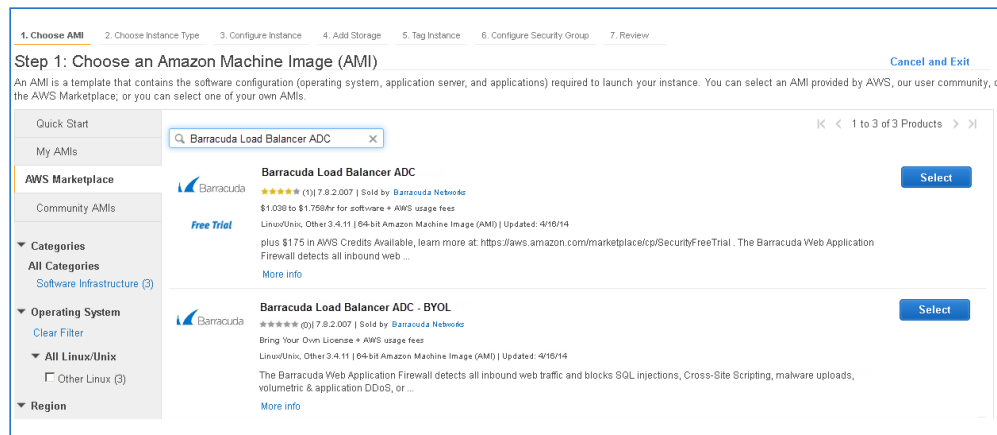 1. Choose AMI 2. Choose Instance Type 3. Configure Instance 4. Add Storage 5. Tag Instance 6. Configure Security Group 7. Review
Step 1: Choose an Amazon Machine Image (AMI)
Cancel and Exit
An AMI is a template that contains the software configuration (operating system, application server, and applications) required to launch your instance. You can select an AMI provided by AWS, our user community,
the AWS Marketplace; or you can select one of your own AMIs.
Quick Start
My AMIs
AWS Marketplace
Community AMIs
Categories
All Categories
Software Infrastructure (3)
Operating System
Clear Filter
All Linux/Unix
Other Linux (3)
Region
Barracuda Load Balancer ADC
1 to 3 of 3 Products
Barracuda
Free Trial
Barracuda Load Balancer ADC
(1)| 7.8.2.007 | Sold by Barracuda Networks
$1.038 to $1.758/hr for software + AWS usage fees
Linux/Unix, Other 3.4.11 | 64-bit Amazon Machine Image (AMI) | Updated: 4/16/14
plus $175 in AWS Credits Available, learn more at: https://aws.amazon.com/marketplace/cp/SecurityFreeTrial . The Barracuda Web Application
Firewall detects all inbound web ...
More info
Select
Barracuda
Barracuda Load Balancer ADC - BYOL
(0)| 7.8.2.007 | Sold by Barracuda Networks
Bring Your Own License + AWS usage fees
Linux/Unix, Other 3.4.11 | 64-bit Amazon Machine Image (AMI) | Updated: 4/16/14
The Barracuda Web Application Firewall detects all inbound web traffic and blocks SQL injections, Cross-Site Scripting, malware uploads,
volumetric & application DDoS, or ...
More info
Select